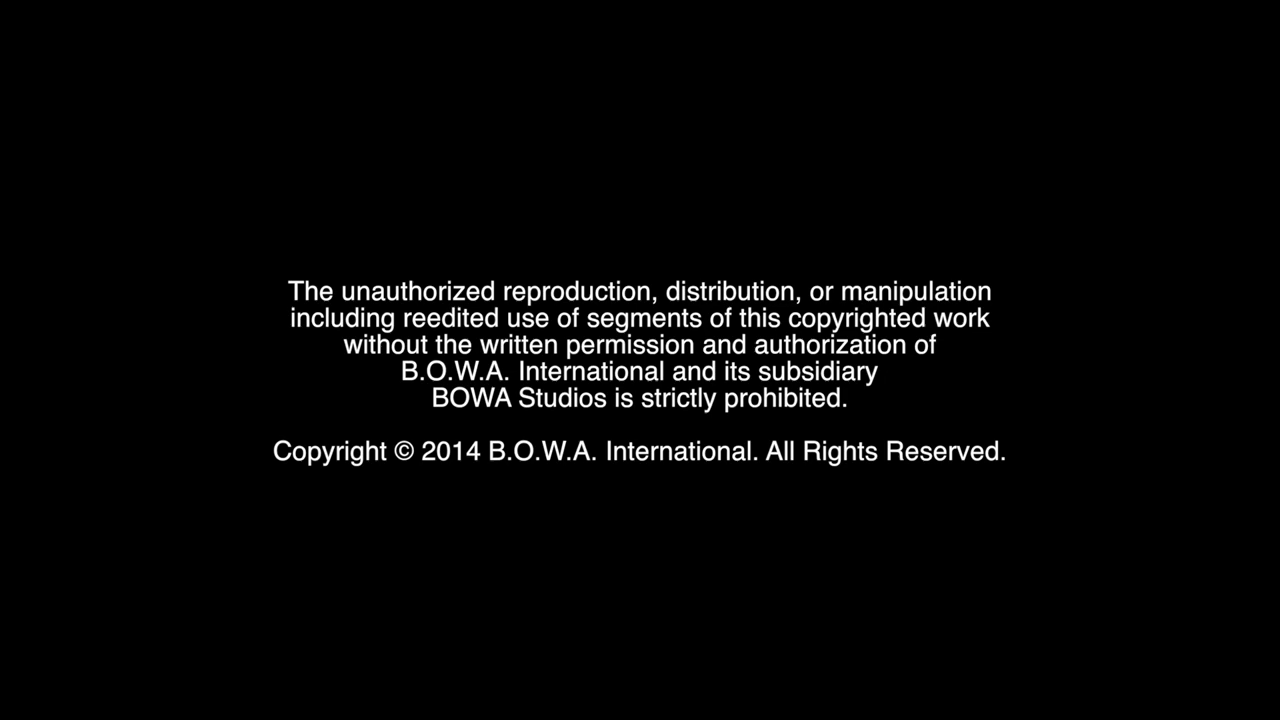 The unauthorized reproduction, distribution, or manipulation
including reedited use of segments of this copyrighted work
without the written permission and authorization of
B.O.W.A. International and its subsidiary
BOWA Studios is strictly prohibited.
Copyright © 2014 B.O.W.A. International. All Rights Reserved.